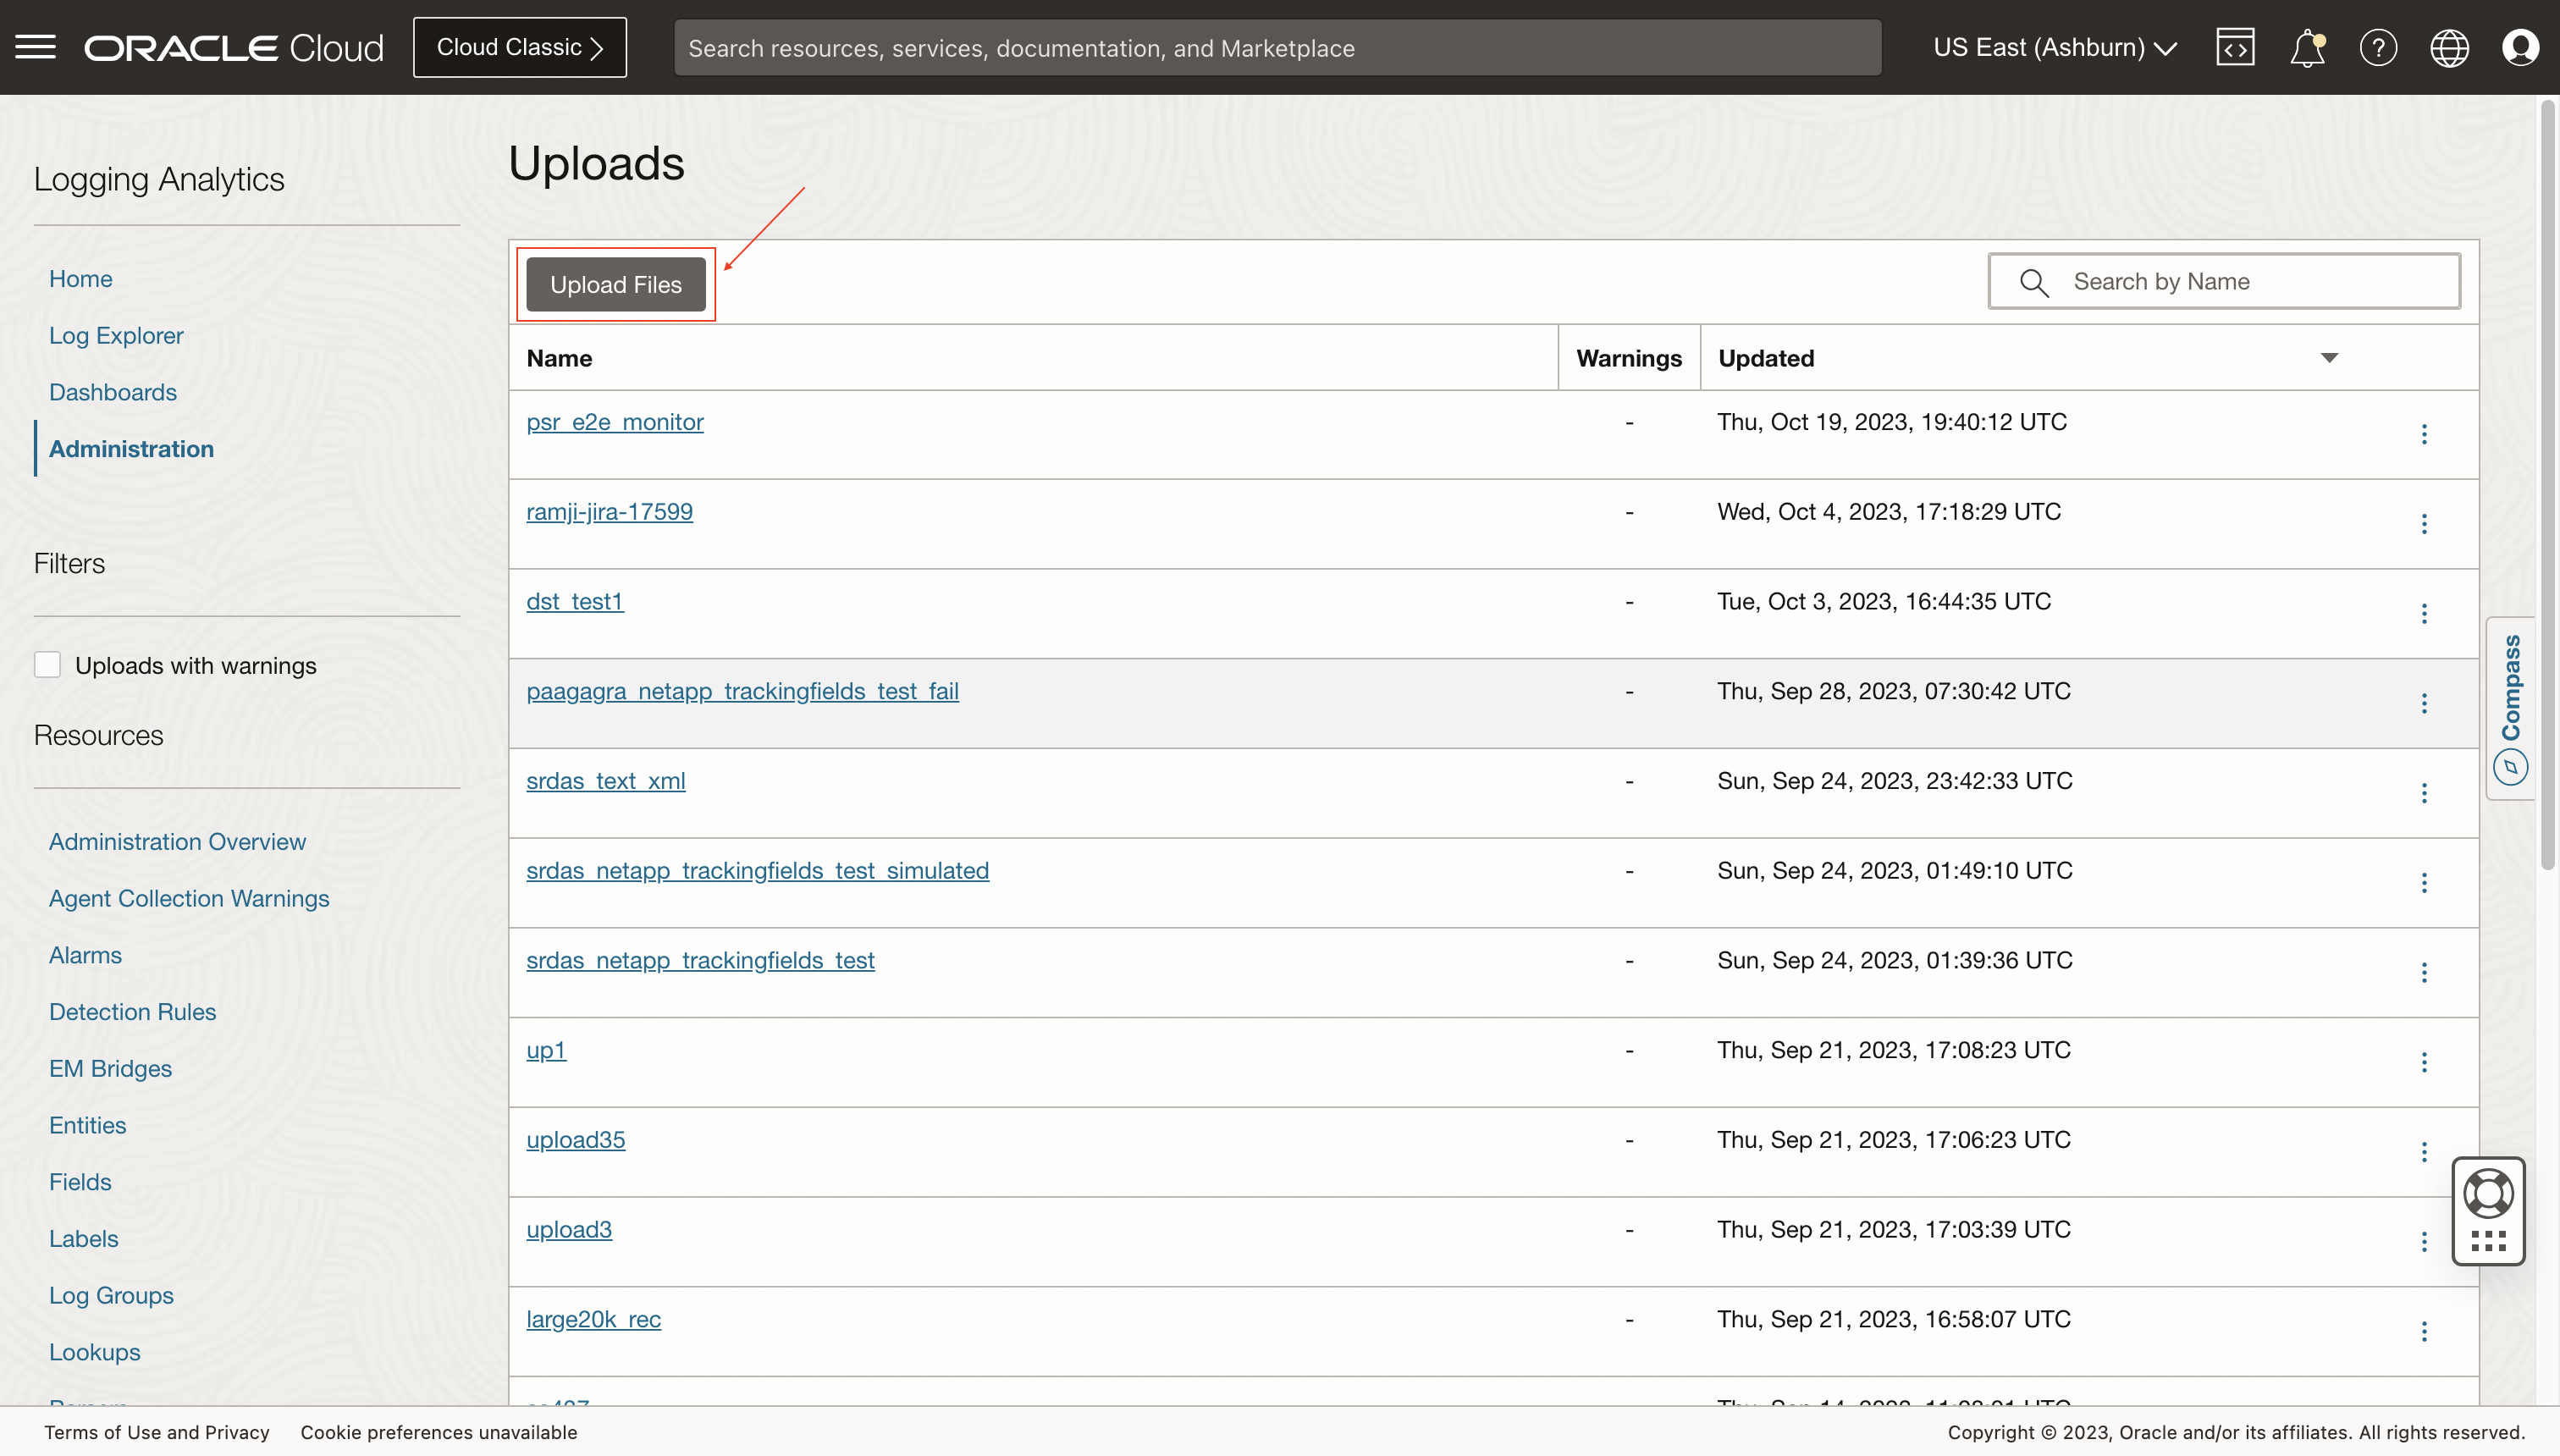 ORACLE Cloud
Cloud Classic
Search resources, services, documentation, and Marketplace
US East (Ashburn)
Logging Analytics
Home
Log Explorer
Dashboards
Administration
Filters
Uploads with warnings
Resources
Administration Overview
Agent Collection Warnings
Alarms
Detection Rules
EM Bridges
Entities
Fields
Labels
Log Groups
Lookups
Uploads
Upload Files
Search by Name
Name Warnings Updated
psr_e2e_monitor - Thu, Oct 19, 2023, 19:40:12 UTC
ramji-jira-17599 - Wed, Oct 4, 2023, 17:18:29 UTC
dst_test1 - Tue, Oct 3, 2023, 16:44:35 UTC
paagagra_netapp_trackingfields_test_fail - Thu, Sep 28, 2023, 07:30:42 UTC
srdas_text_xml - Sun, Sep 24, 2023, 23:42:33 UTC
srdas_netapp_trackingfields_test_simulated - Sun, Sep 24, 2023, 01:49:10 UTC
srdas_netapp_trackingfields_test - Sun, Sep 24, 2023, 01:39:36 UTC
up1 - Thu, Sep 21, 2023, 17:08:23 UTC
upload35 - Thu, Sep 21, 2023, 17:06:23 UTC
upload3 - Thu, Sep 21, 2023, 17:03:39 UTC
large20k_rec - Thu, Sep 21, 2023, 16:58:07 UTC
Compass
Terms of Use and Privacy Cookie preferences unavailable
Copyright © 2023, Oracle and/or its affiliates. All rights reserved.